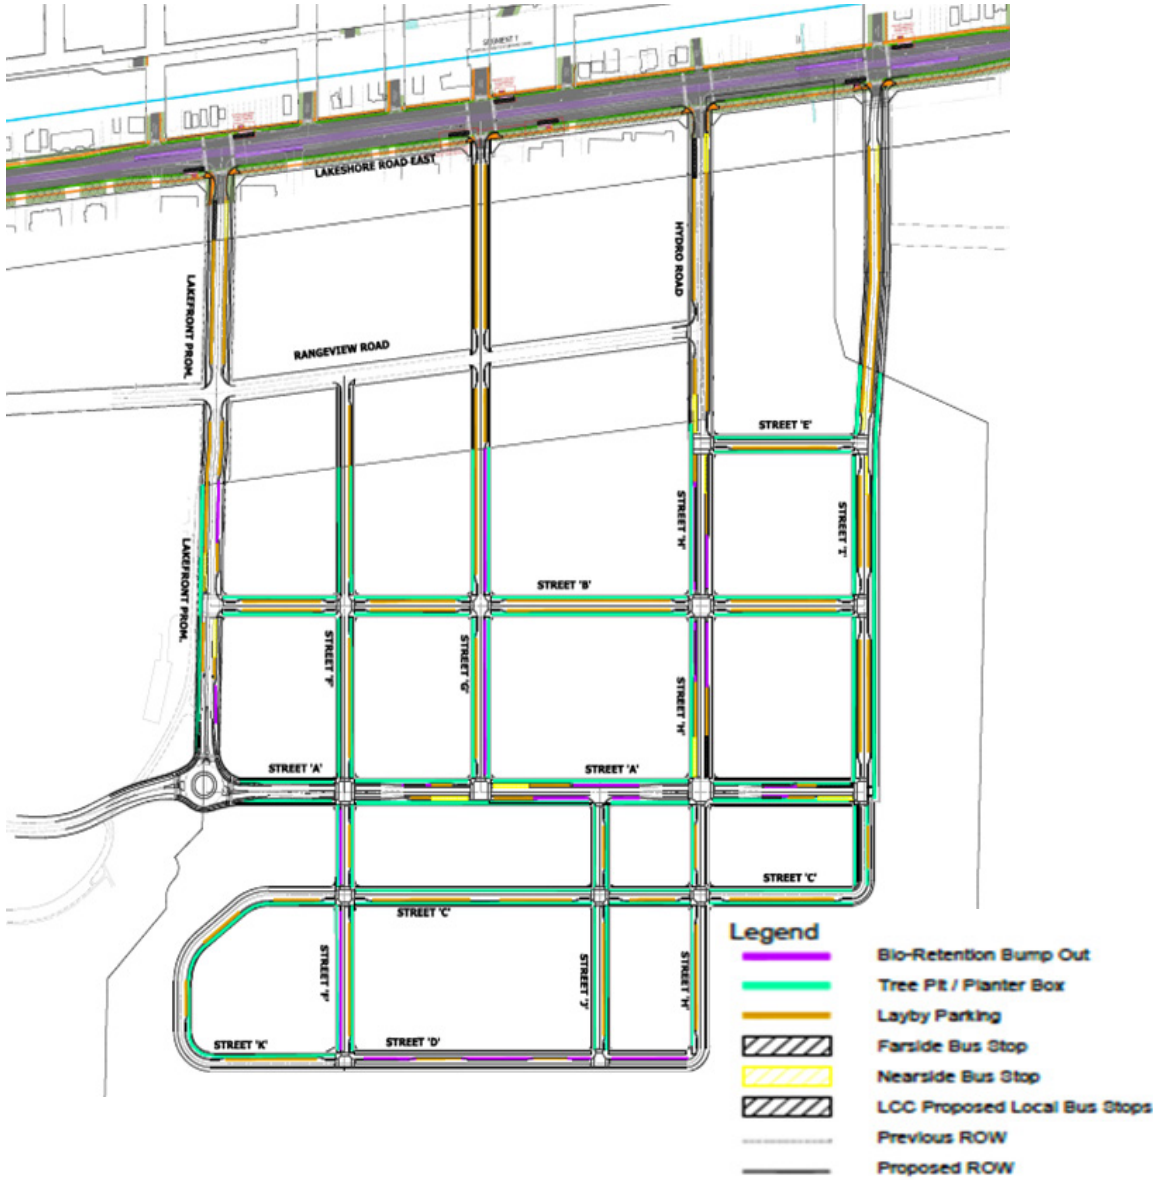 SEGMENT 7
LAKESHORE ROAD EAST
HYDRO ROAD
LAKEFRONT PROM.
RANGEVIEW ROAD
STREET 'E'
STREET 'H'
STREET 'I'
LAKEFRONT PROM.
STREET 'B'
STREET 'F'
STREET 'G'
STREET 'H'
STREET 'A'
STREET 'A'
STREET 'C'
STREET 'C'
STREET 'F'
STREET 'J'
STREET 'H'
STREET 'K'
STREET 'D'
Legend
Bio-Retention Bump Out
Tree Pit / Planter Box
Layby Parking
Farside Bus Stop
Nearside Bus Stop
LCC Proposed Local Bus Stops
Previous ROW
Proposed ROW